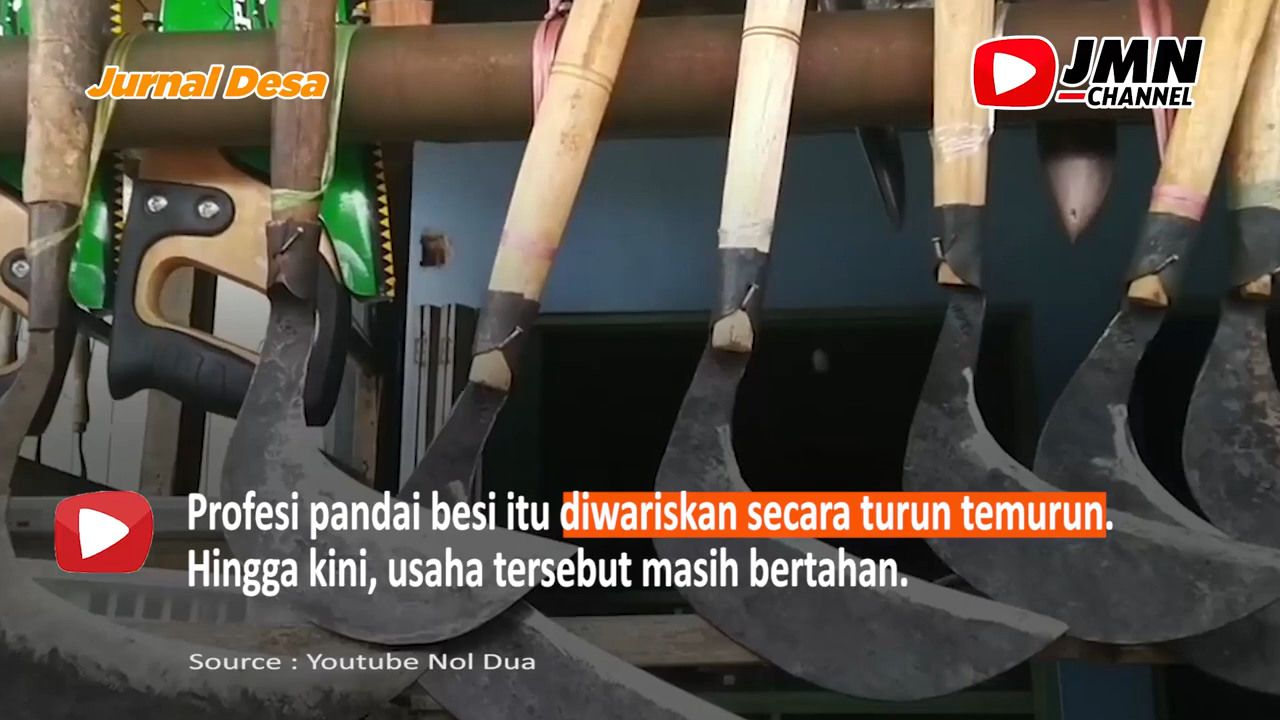 Jurnal Desa
JMN
CHANNEL
Profesi pandai besi itu diwariskan secara turun temurun.
Hingga kini, usaha tersebut masih bertahan.
Source : Youtube Nol Dua